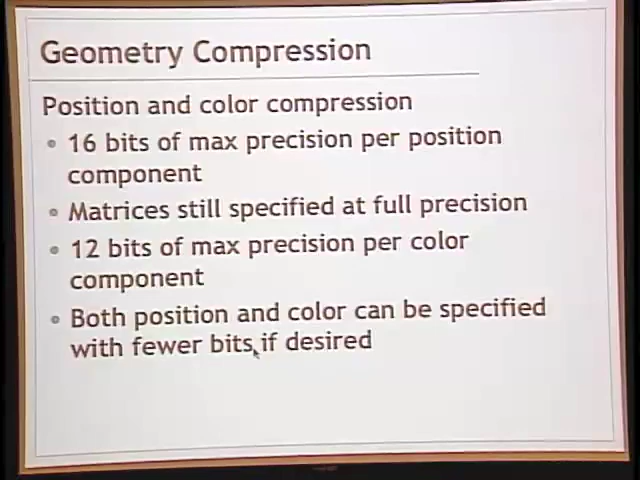 Geometry Compression
Position and color compression
• 16 bits of max precision per position
component
• Matrices still specified at full precision
• 12 bits of max precision per color
component
• Both position and color can be specified
with fewer bits if desired